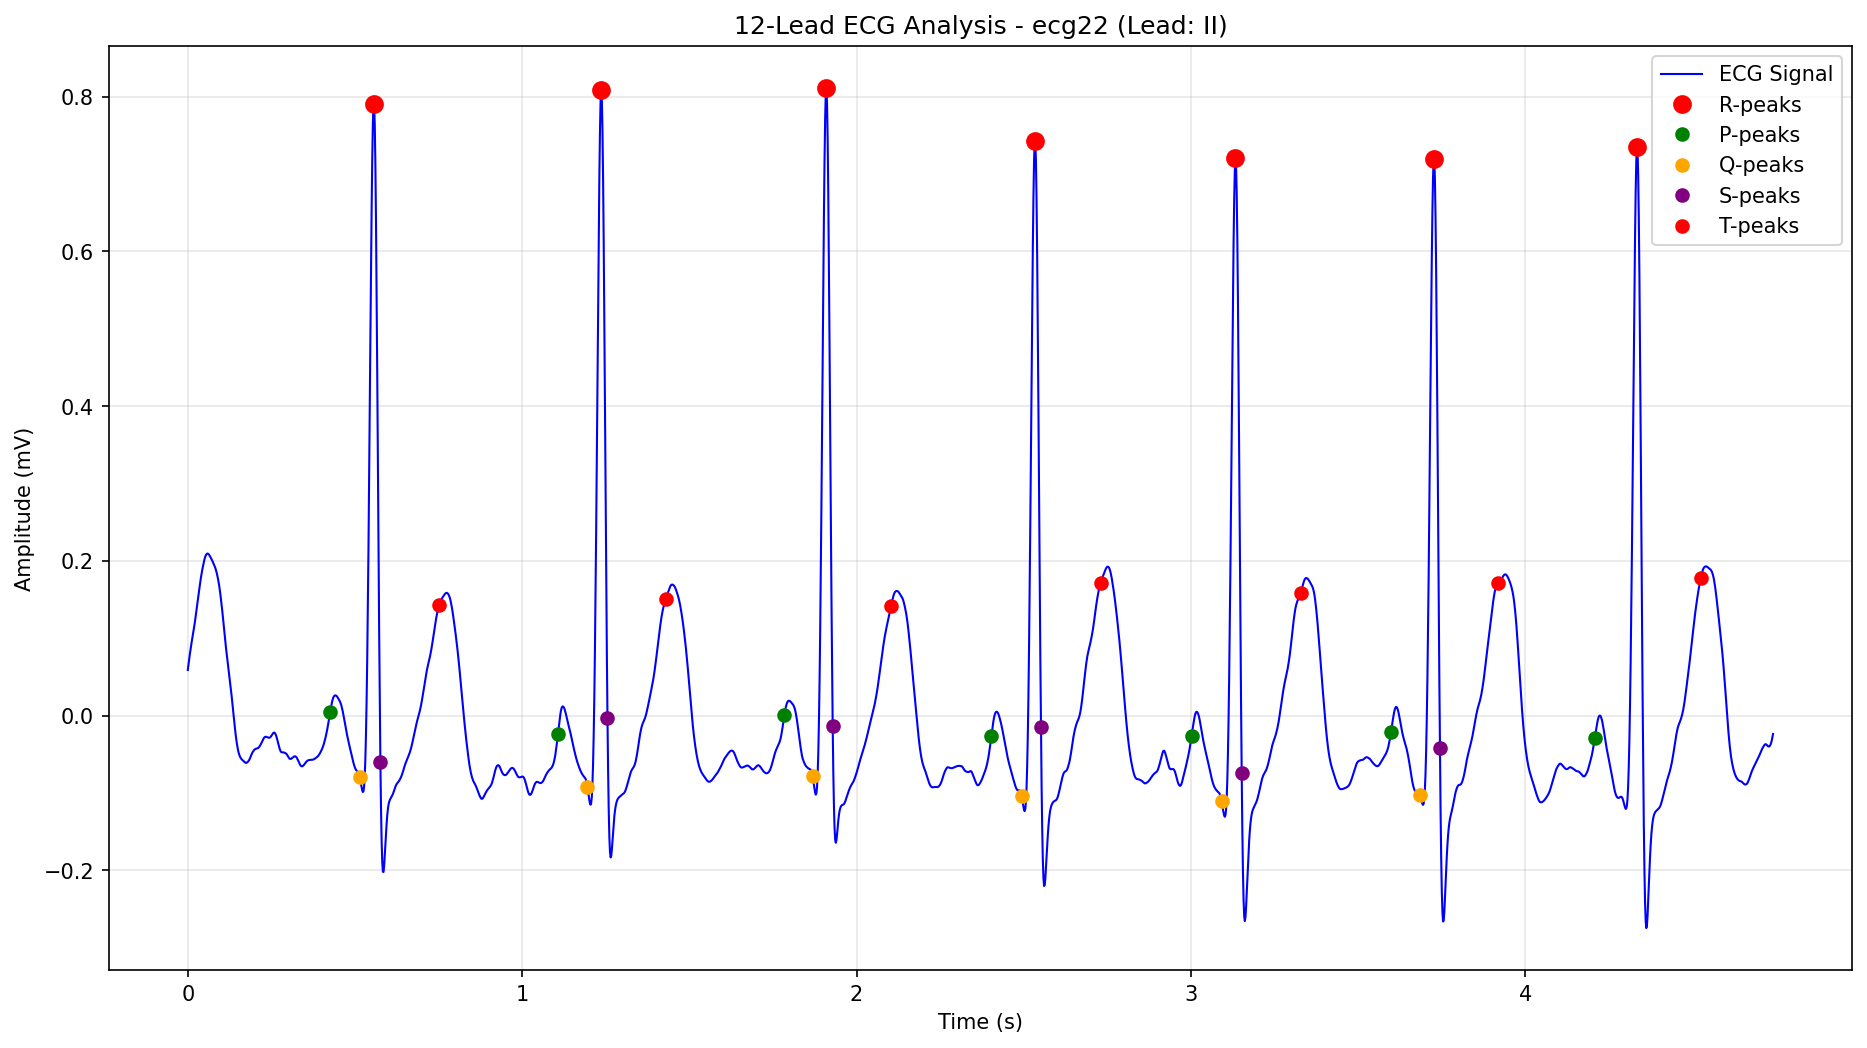 12-Lead ECG Analysis - ecg22 (Lead: II)
ECG Signal
R-peaks
P-peaks
Q-peaks
S-peaks
T-peaks
Amplitude (mV)
0.8
0.6
0.4
0.2
0.0
−0.2
0 1 2 3 4
Time (s)